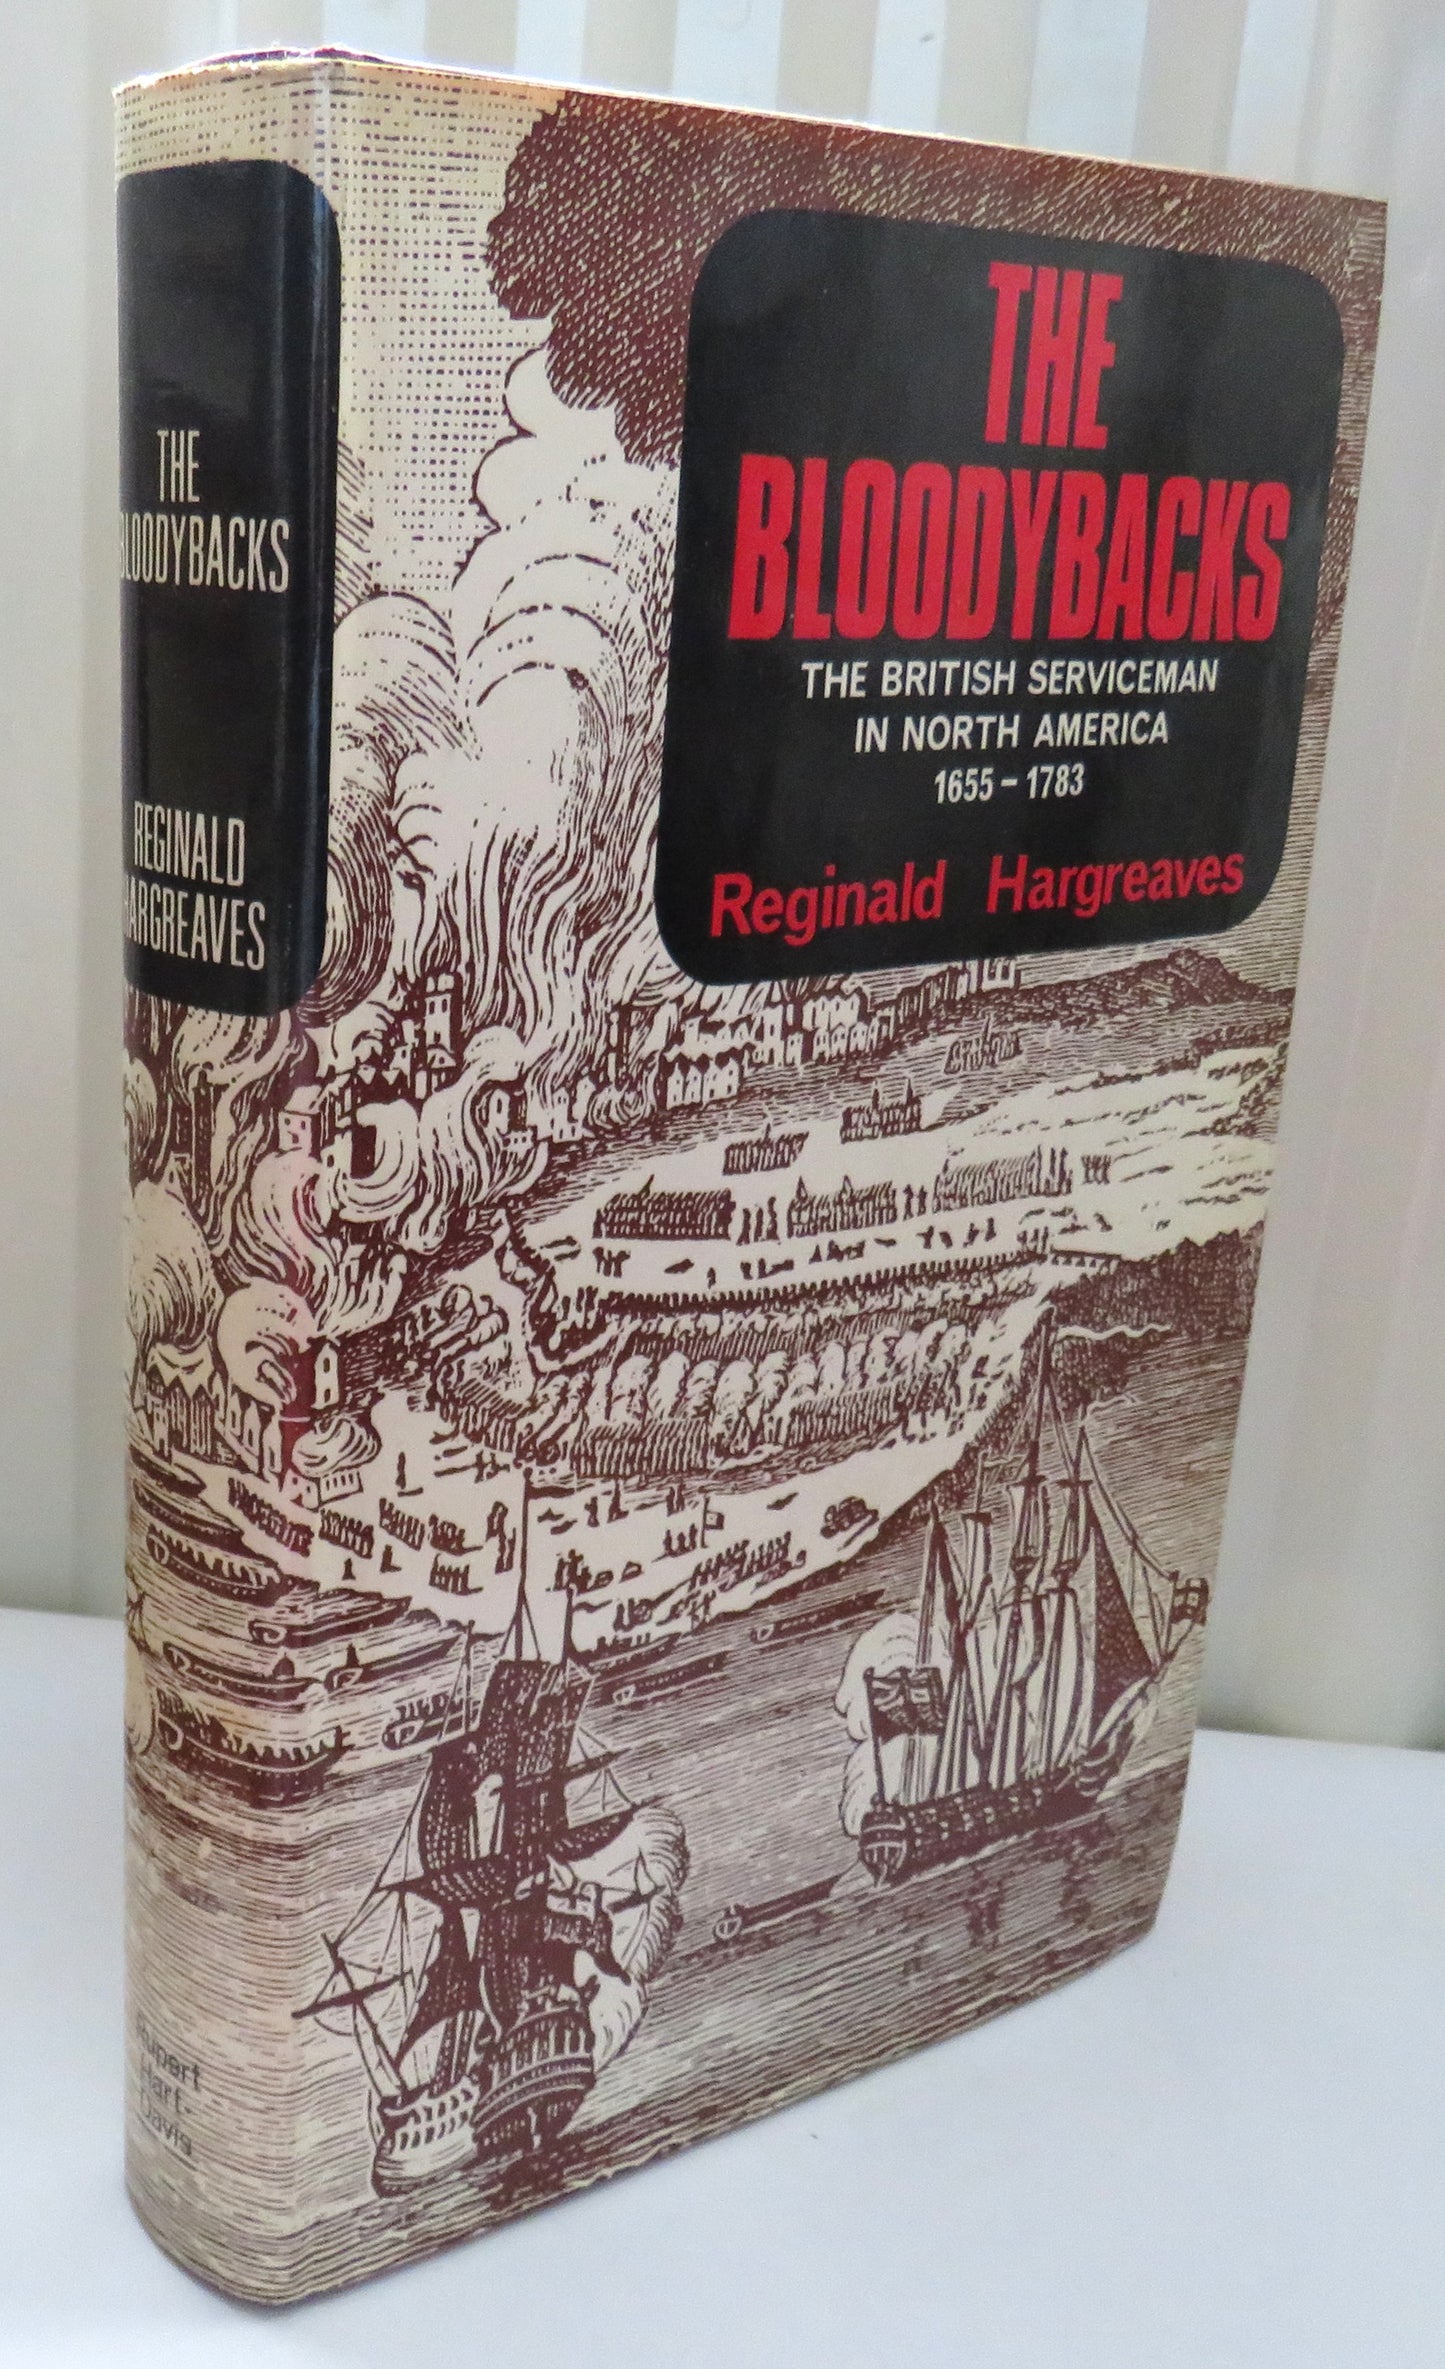 THE
BLOODYBACKS
REGINALD
HARGREAVES
Rupert
Hart-
Davis
THE
BLOODYBACKS
THE BRITISH SERVICEMAN
IN NORTH AMERICA
1655 – 1783
Reginald Hargreaves